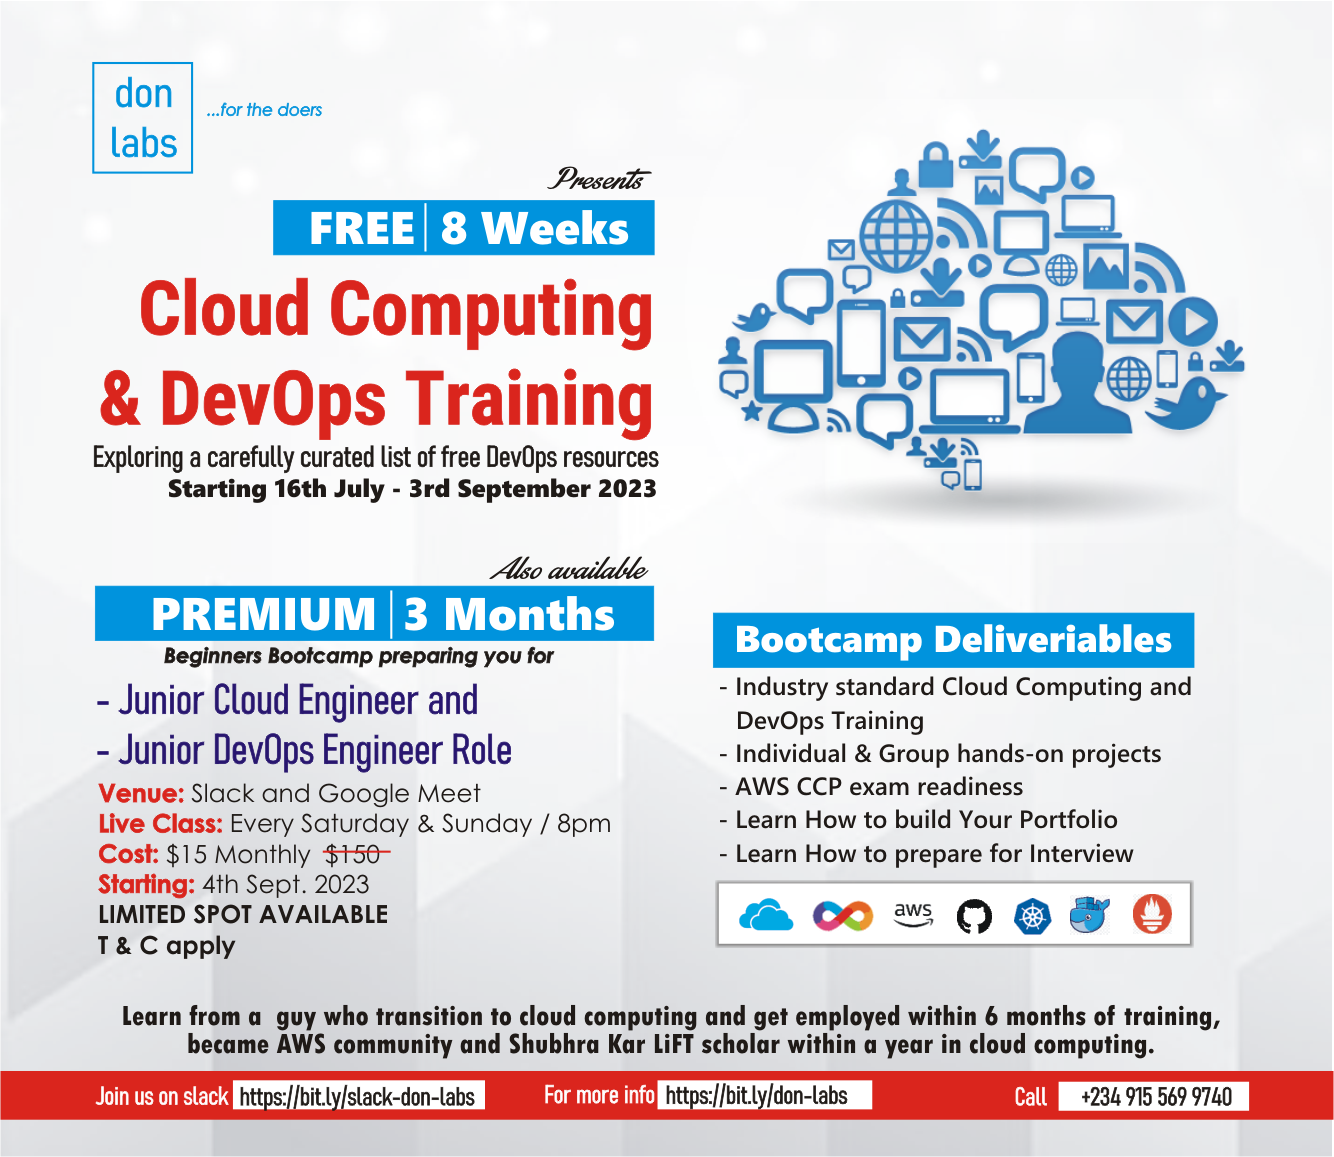 don
labs
...for the doers
Presents
FREE | 8 Weeks
Cloud Computing
& DevOps Training
Exploring a carefully curated list of free DevOps resources
Starting 16th July - 3rd September 2023
Also available
PREMIUM | 3 Months
Beginners Bootcamp preparing you for
- Junior Cloud Engineer and
- Junior DevOps Engineer Role
Venue: Slack and Google Meet
Live Class: Every Saturday & Sunday / 8pm
Cost: $15 Monthly $150
Starting: 4th Sept. 2023
LIMITED SPOT AVAILABLE
T & C apply
Bootcamp Deliveriables
- Industry standard Cloud Computing and
DevOps Training
- Individual & Group hands-on projects
- AWS CCP exam readiness
- Learn How to build Your Portfolio
- Learn How to prepare for Interview
aws
Learn from a guy who transition to cloud computing and get employed within 6 months of training,
became AWS community and Shubhra Kar LiFT scholar within a year in cloud computing.
Join us on slack https://bit.ly/slack-don-labs For more info https://bit.ly/don-labs Call +234 915 569 9740